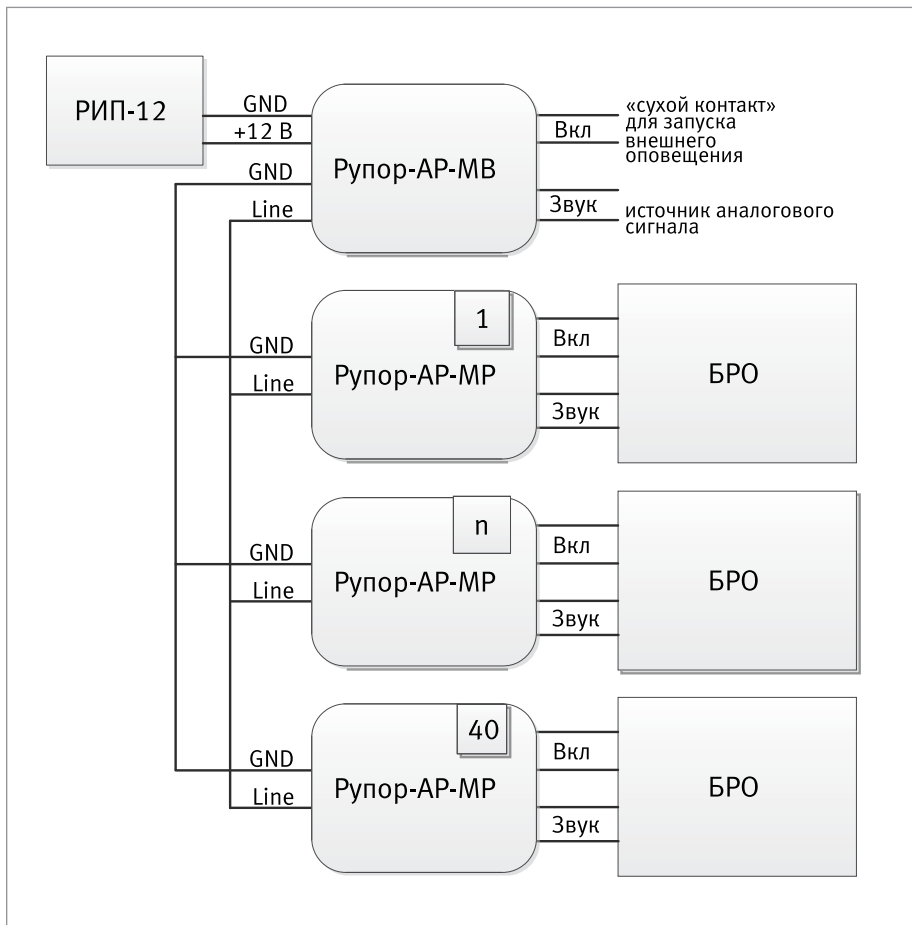 РИП-12
GND
+12 В
GND
Line
Рупор-АР-МВ
Вкл
Звук
«сухой контакт»
для запуска
внешнего
оповещения
источник аналогового
сигнала
GND
Line
1
Рупор-АР-МР
Вкл
Звук
БРО
GND
Line
n
Рупор-АР-МР
Вкл
Звук
БРО
GND
Line
40
Рупор-АР-МР
Вкл
Звук
БРО